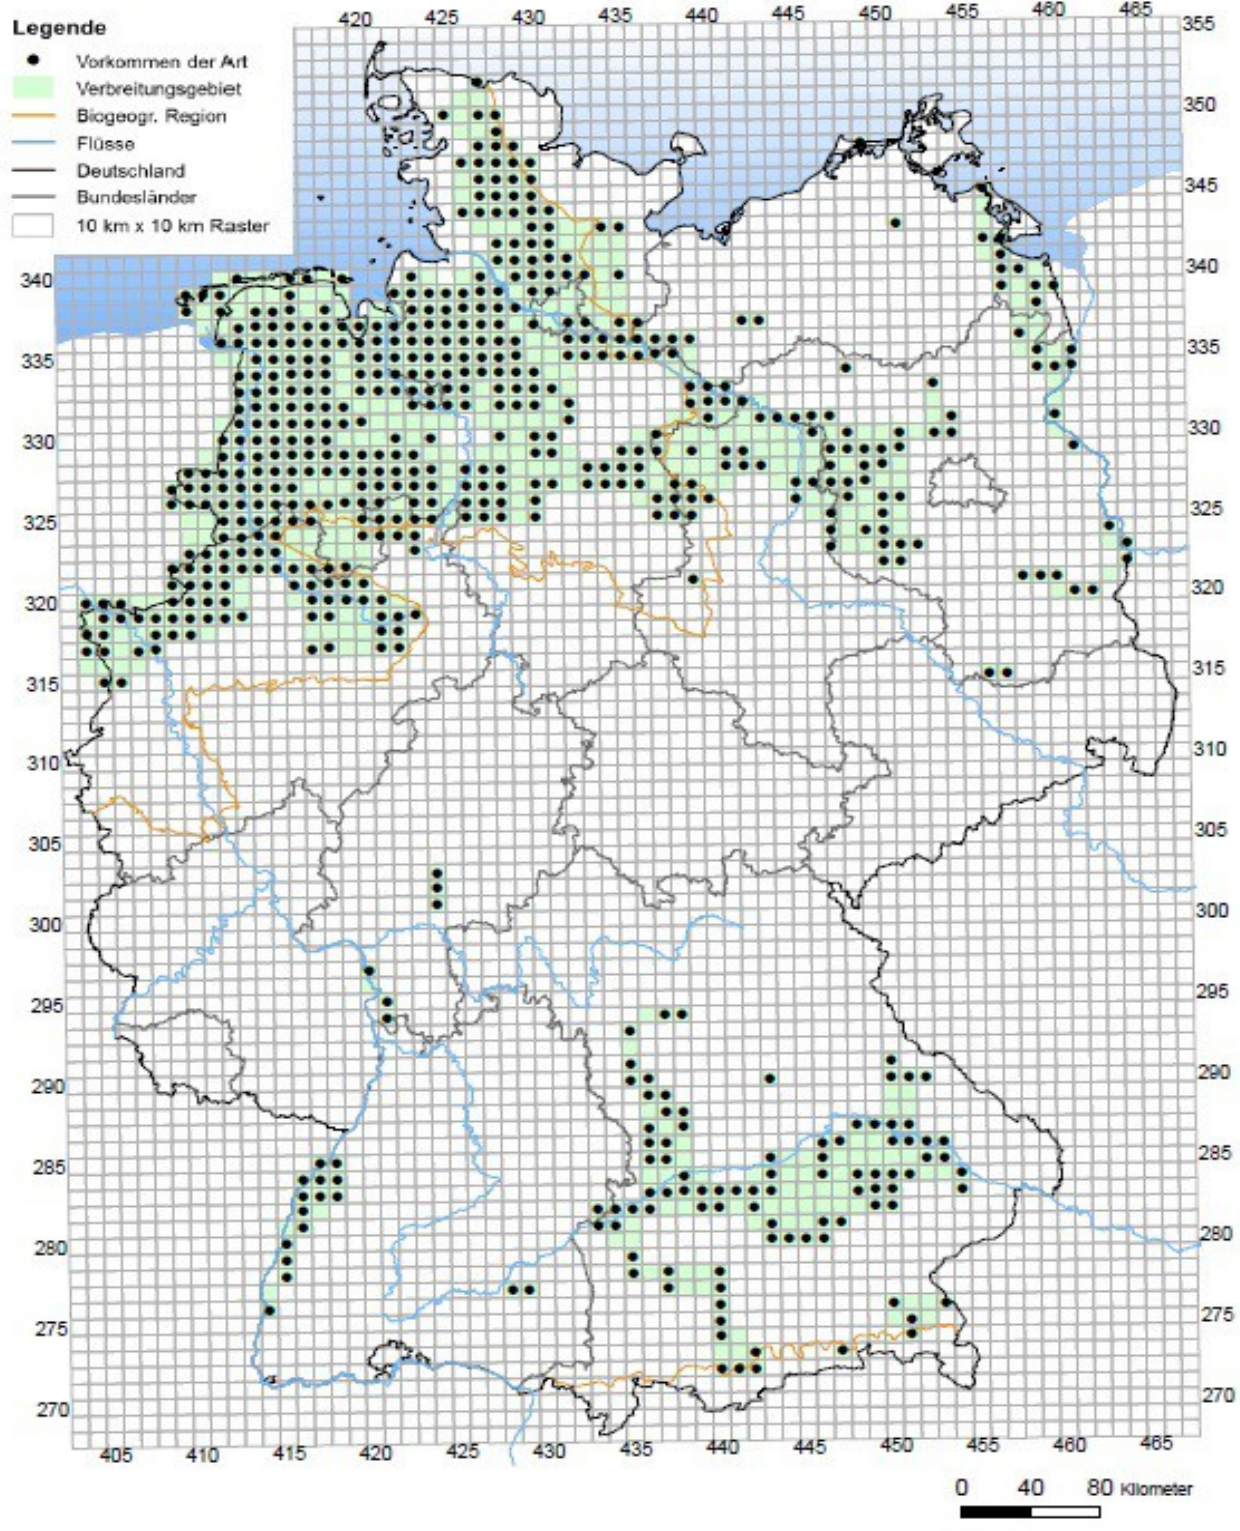 420 425 430 435 440 445 450 455 460 465 355
Legende
Vorkommen der Art
Verbreitungsgebiet
Biogeogr. Region
Flüsse
Deutschland
Bundesländer
10 km x 10 km Raster
350
345
340 340
335 335
330 330
325 325
320 320
315 315
310 310
305 305
300 300
295 295
290 290
285 285
280 280
275 275
270 270
405 410 415 420 425 430 435 440 445 450 455 460 465
0 40 80 Kilometer